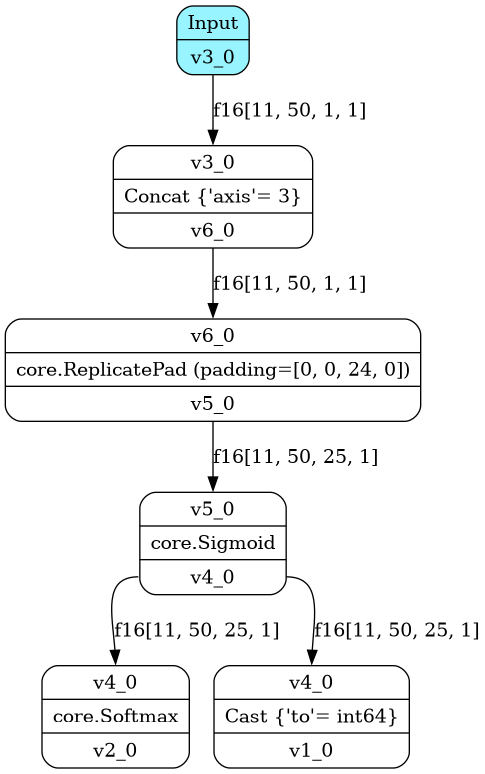 Input
v3_0
f16[11, 50, 1, 1]
v3_0
Concat {'axis'= 3}
v6_0
f16[11, 50, 1, 1]
v6_0
core.ReplicatePad (padding=[0, 0, 24, 0])
v5_0
f16[11, 50, 25, 1]
v5_0
core.Sigmoid
v4_0
f16[11, 50, 25, 1]
f16[11, 50, 25, 1]
v4_0
core.Softmax
v2_0
v4_0
Cast {'to'= int64}
v1_0